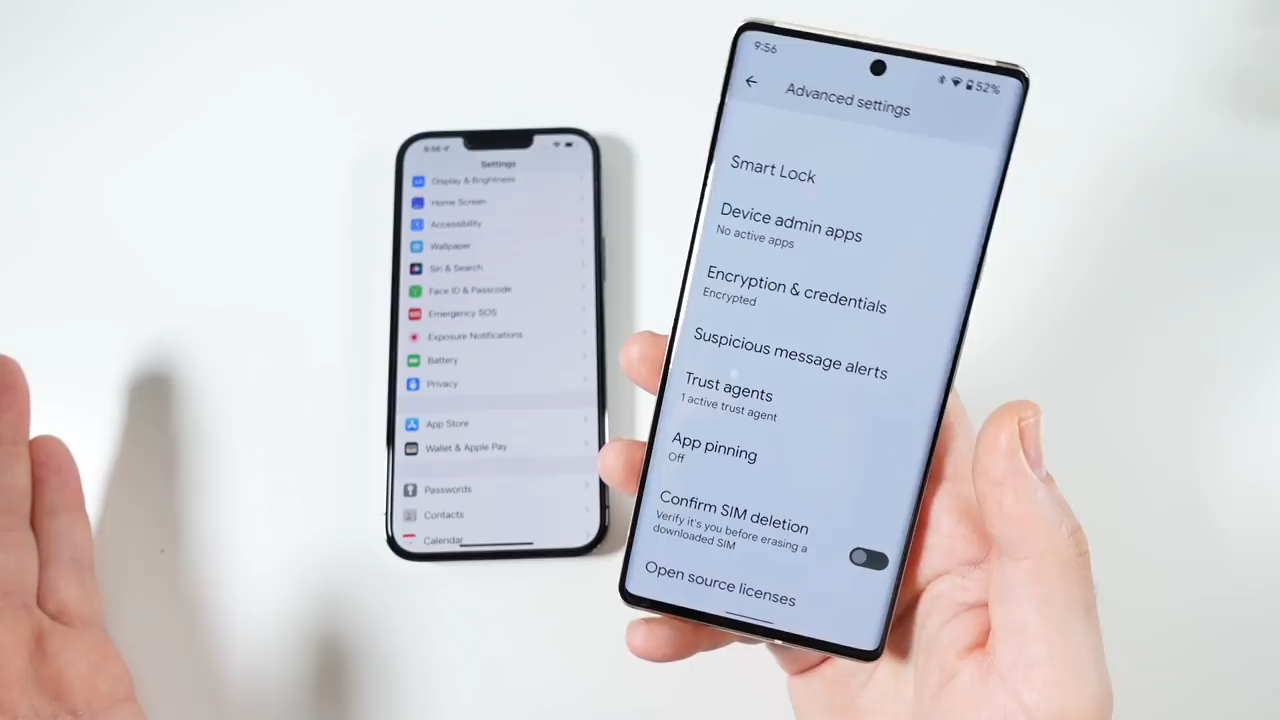 9:56
Settings
Display & Brightness
Home Screen
Accessibility
Wallpaper
Siri & Search
Face ID & Passcode
SOS
Emergency SOS
Exposure Notifications
Battery
Privacy
App Store
Wallet & Apple Pay
Passwords
Contacts
Calendar
9:56
52%
Advanced settings
Smart Lock
Device admin apps
No active apps
Encryption & credentials
Encrypted
Suspicious message alerts
Trust agents
1 active trust agent
App pinning
Off
Confirm SIM deletion
Verify it's you before erasing a
downloaded SIM
Open source licenses